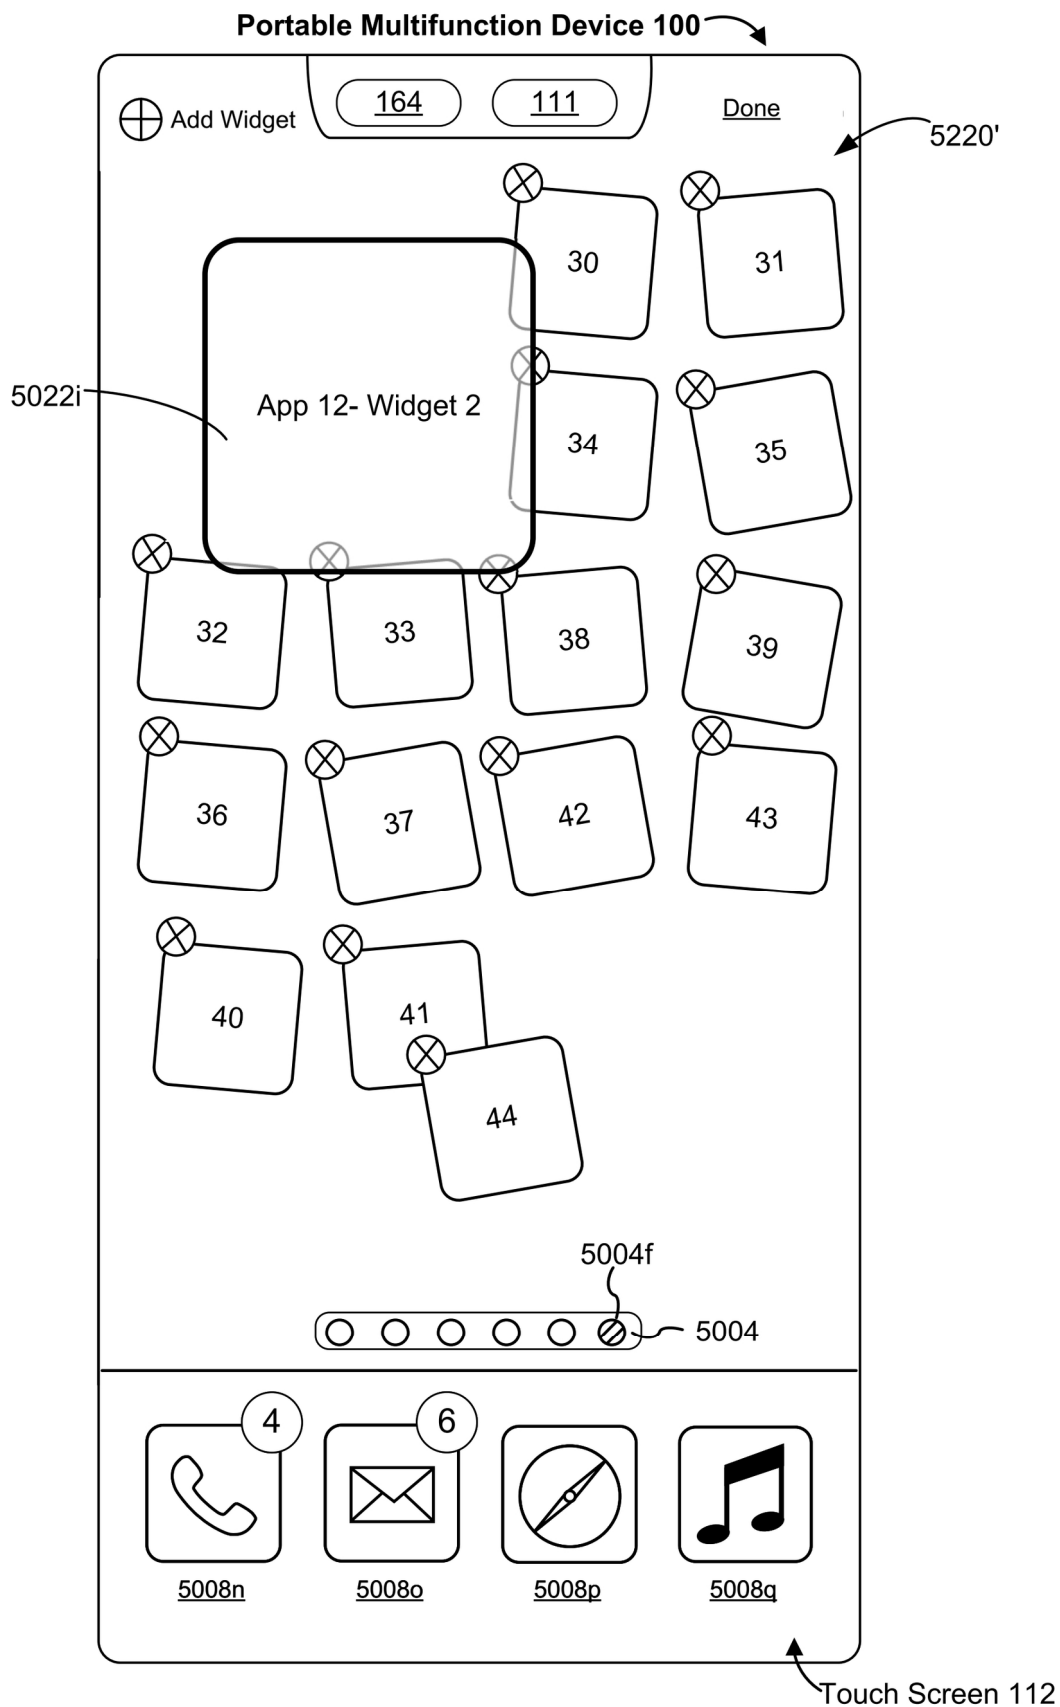 Portable Multifunction Device 100
164 111
Add Widget
Done
5220'
30 31
5022i
App 12- Widget 2
34 35
32 33 38 39
36 37 42 43
40 41
44
5004f
5004
4 6
5008n 5008o 5008p 5008q
Touch Screen 112